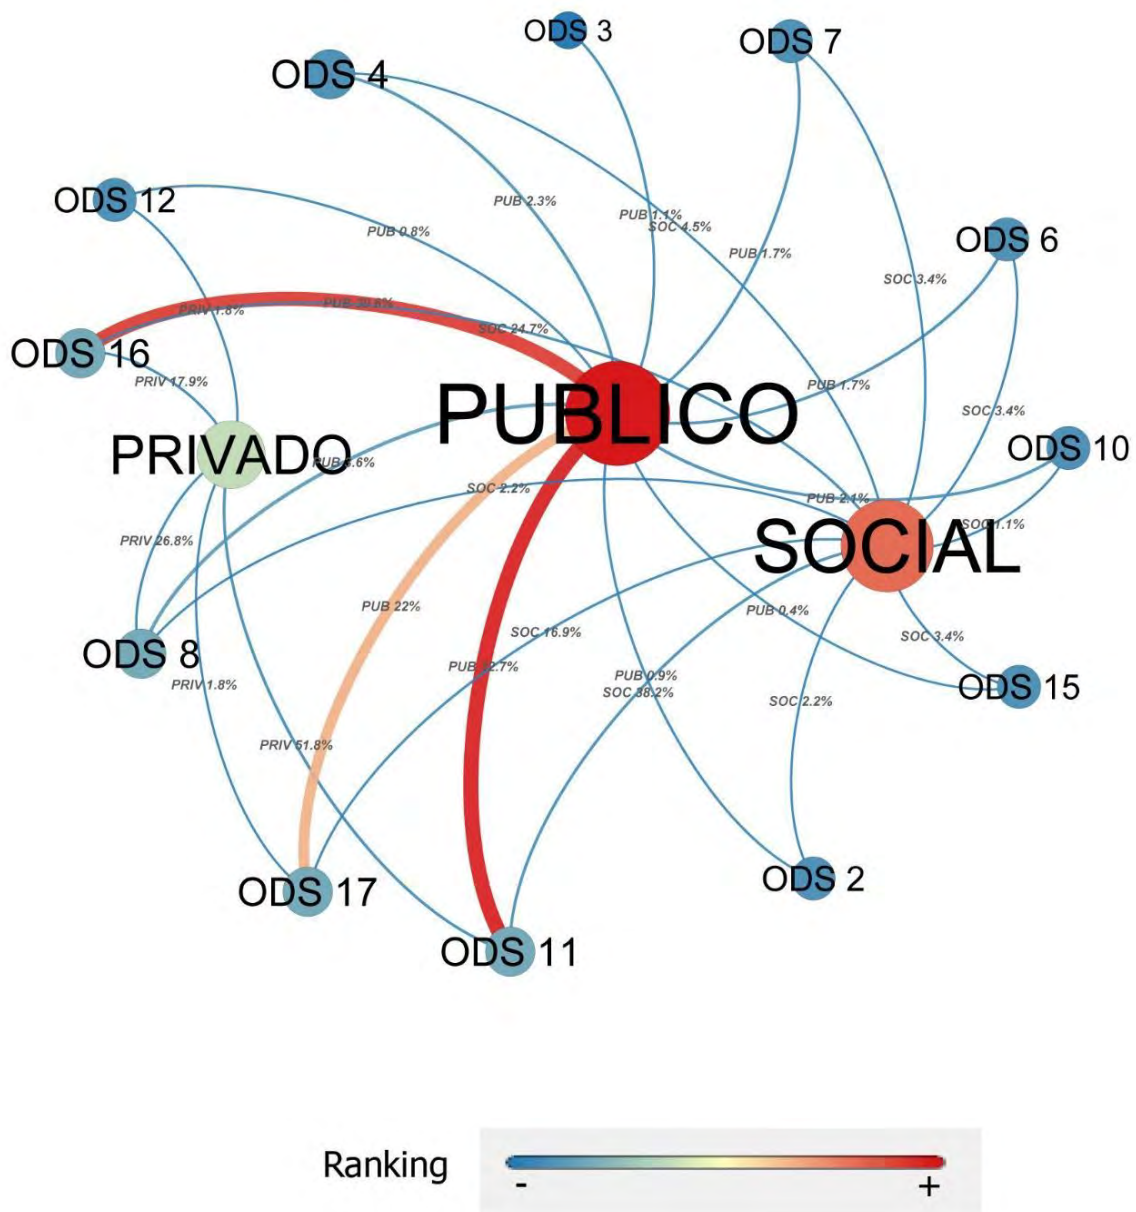 ODS 3
ODS 7
ODS 4
ODS 12
PUB 2.3%
PUB 1.1%
SOC 4.5%
PUB 0.8%
PUB 1.7%
ODS 6
SOC 3.4%
PRIV 1.8%
SOC 24.7%
ODS 16
PRIV 17.9%
PUB 1.7%
PUBLICO
SOC 3.4%
PRIVADO
ODS 10
SOC 2.2%
PUB 2.1%
SOC 1.1%
PRIV 26.8%
SOCIAL
PUB 22%
PUB 0.4%
SOC 16.9%
SOC 3.4%
ODS 8
PUB 0.9%
PRIV 1.8%
SOC 38.2%
ODS 15
SOC 2.2%
PRIV 51.8%
ODS 17
ODS 2
ODS 11
Ranking
-
+